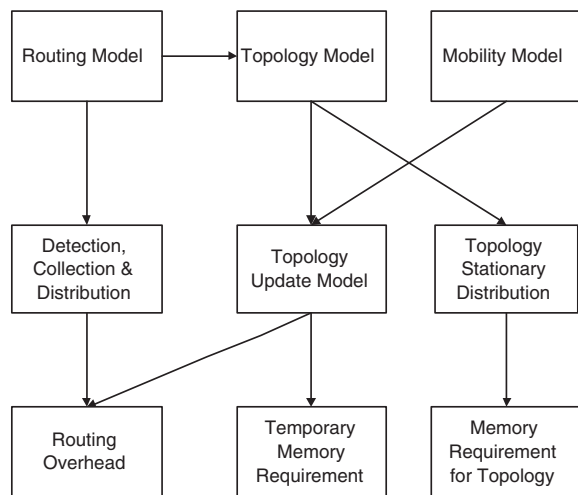 Routing Model
Topology Model
Mobility Model
Detection,
Collection &
Distribution
Topology
Update Model
Topology
Stationary
Distribution
Routing
Overhead
Temporary
Memory
Requirement
Memory
Requirement
for Topology